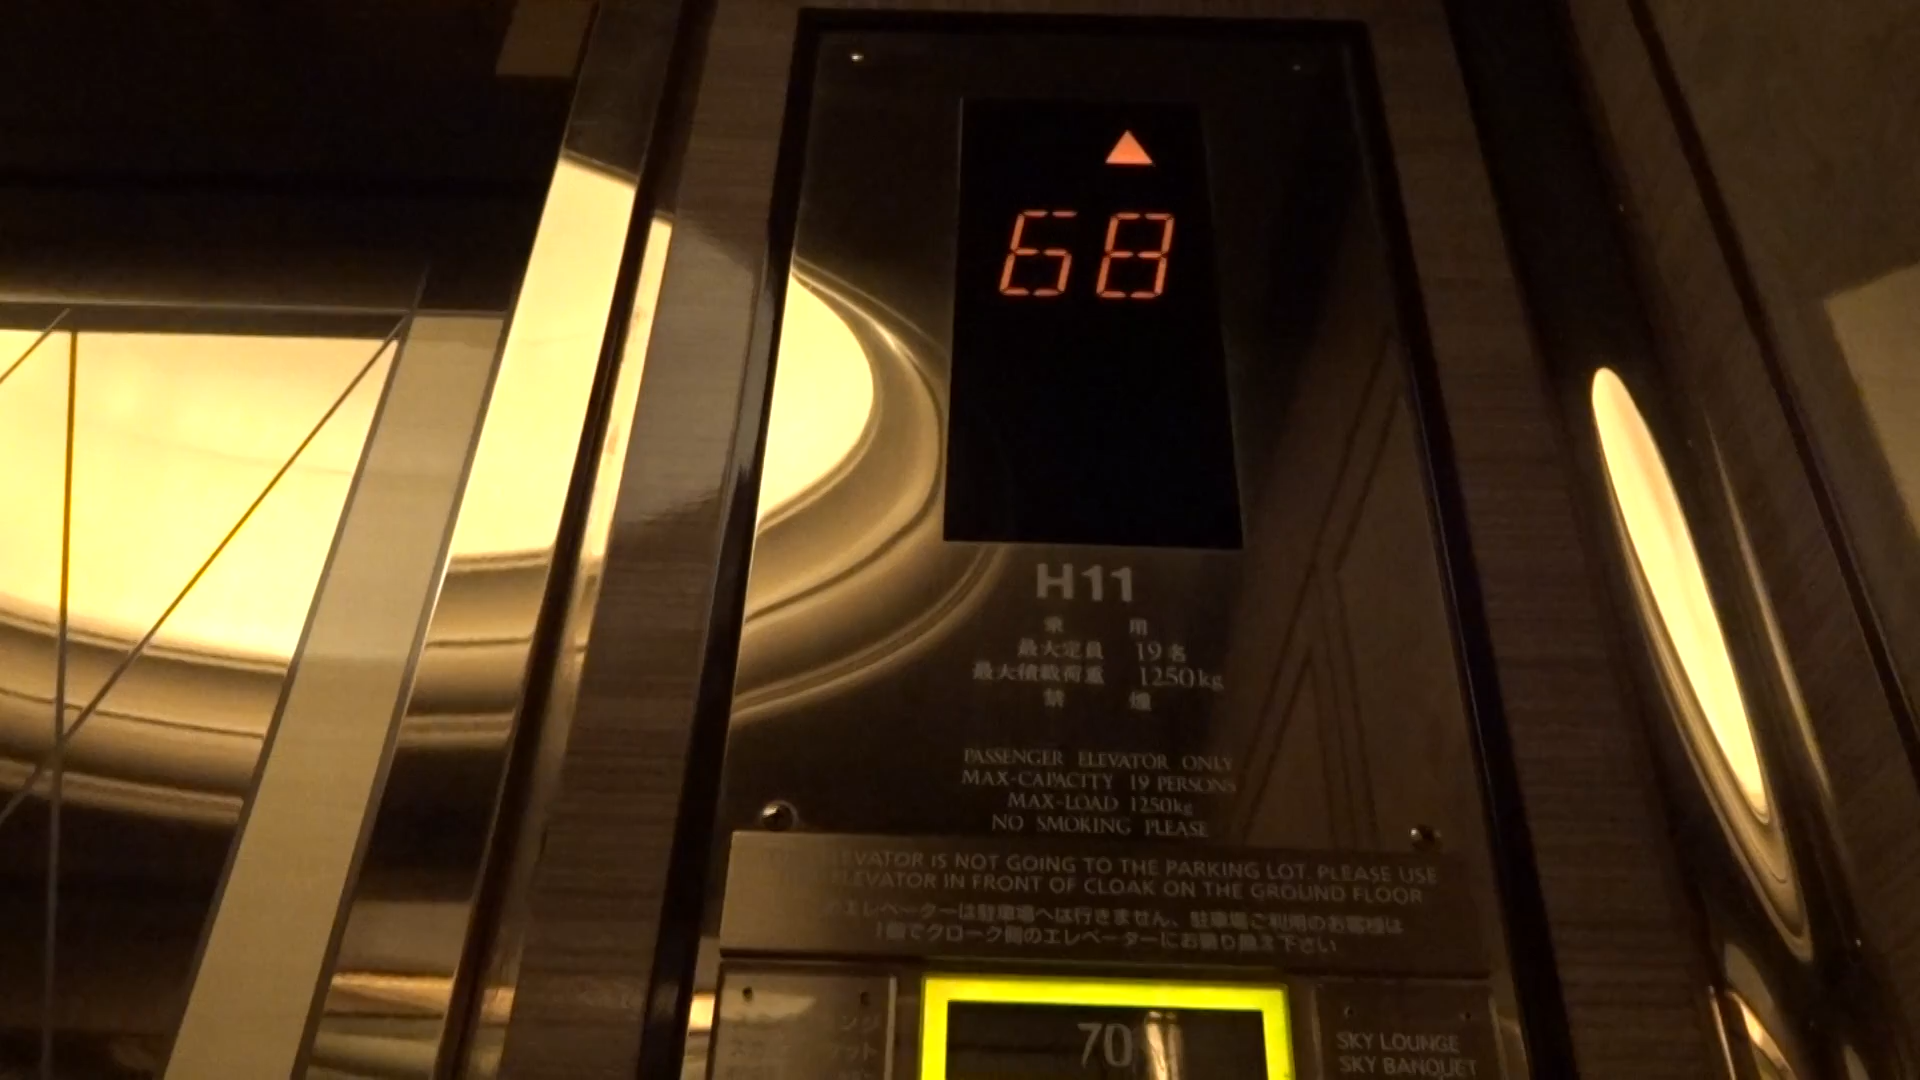 ▲
68
H11
乗 用
最大定員 19名
最大積載荷重 1250kg
禁 煙
PASSENGER ELEVATOR ONLY
MAX-CAPACITY 19 PERSONS
MAX-LOAD 1250kg
NO SMOKING PLEASE
ELEVATOR IS NOT GOING TO THE PARKING LOT. PLEASE USE
ELEVATOR IN FRONT OF CLOAK ON THE GROUND FLOOR
エレベーターは駐車場へは行きません、駐車場ご利用のお客様は
1階でクローク側のエレベーターにお乗り換え下さい
70
SKY LOUNGE
SKY BANQUET